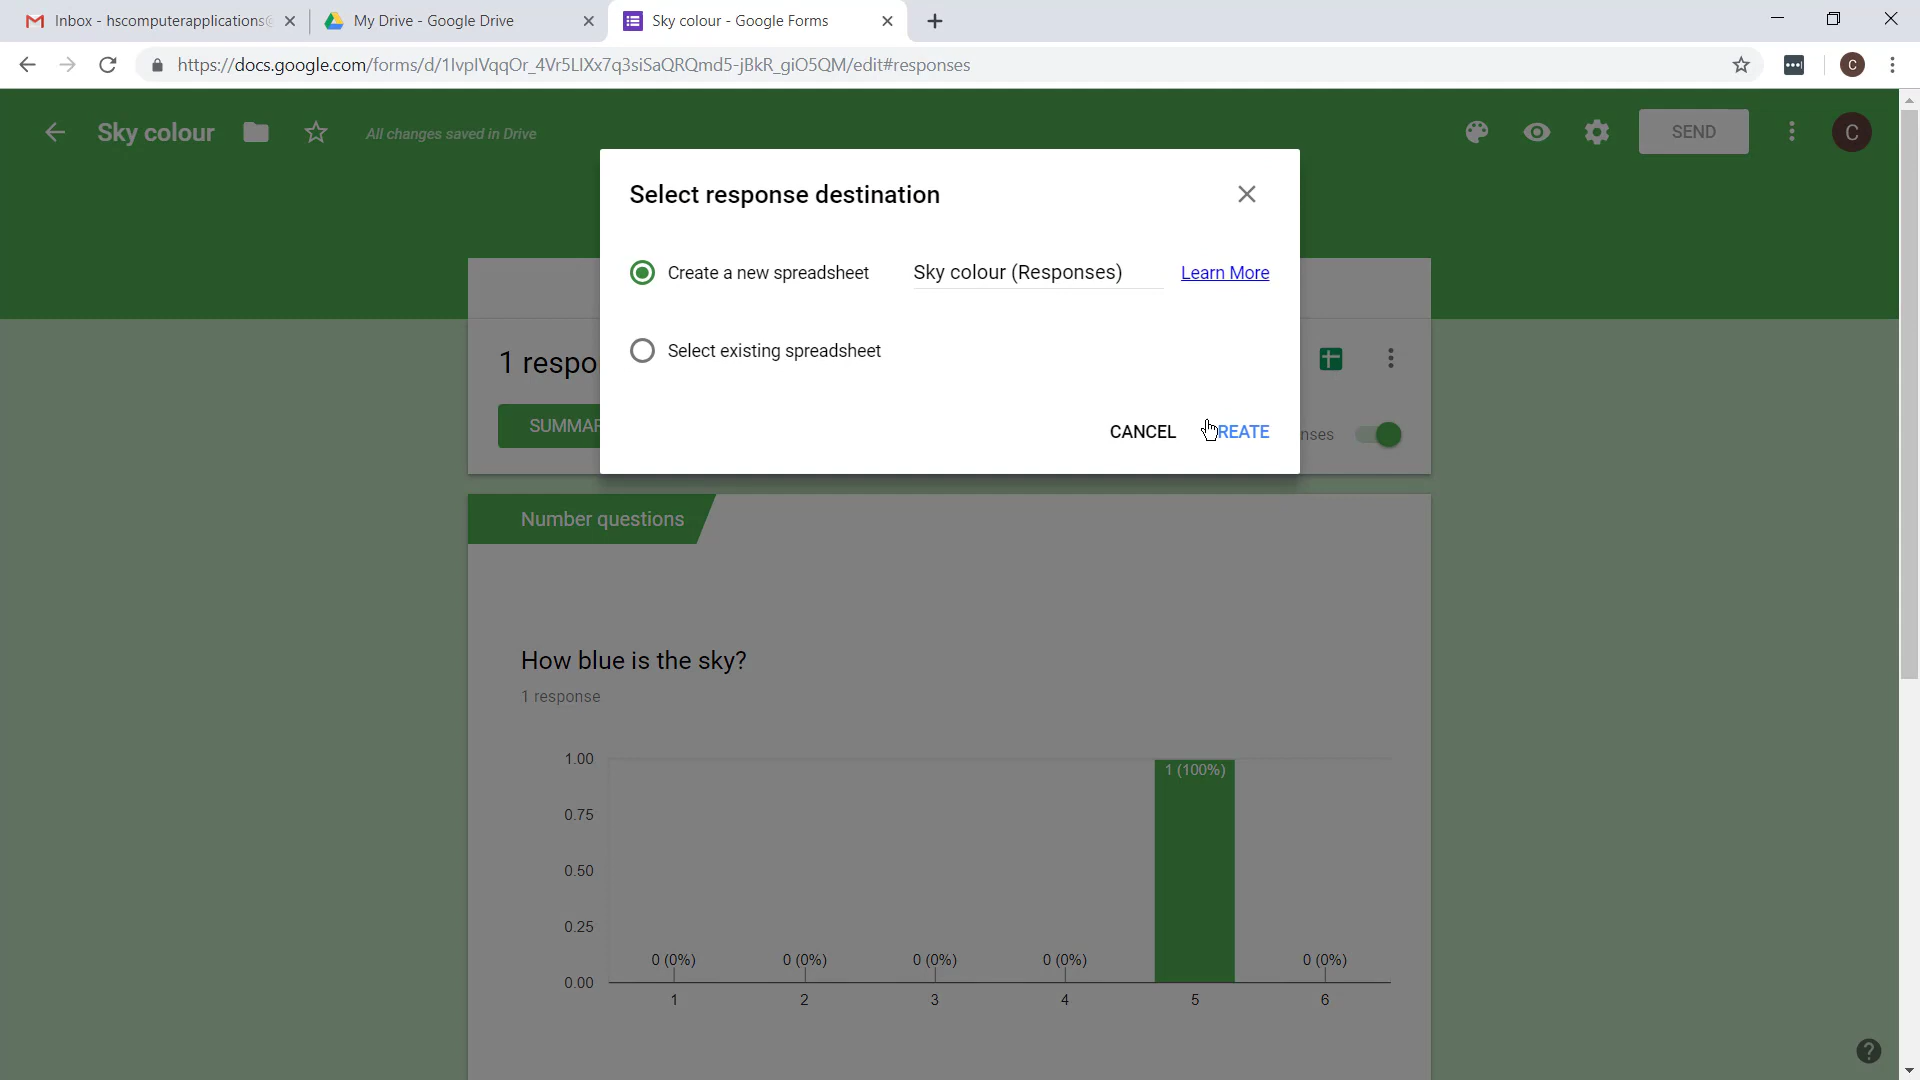 Inbox - hscomputerapplications@
My Drive - Google Drive
Sky colour - Google Forms
https://docs.google.com/forms/d/1IvpIVqqOr_4Vr5LIXx7q3siSaQRQmd5-jBkR_giO5QM/edit#responses
C
Sky colour
All changes saved in Drive
SEND
C
Select response destination
Create a new spreadsheet
Sky colour (Responses)
Learn More
1 respo
Select existing spreadsheet
SUMMAR
CANCEL
REATE
nses
Number questions
How blue is the sky?
1 response
1.00
1 (100%)
0.75
0.50
0.25
0 (0%)
0 (0%)
0 (0%)
0 (0%)
0 (0%)
0.00
1
2
3
4
5
6